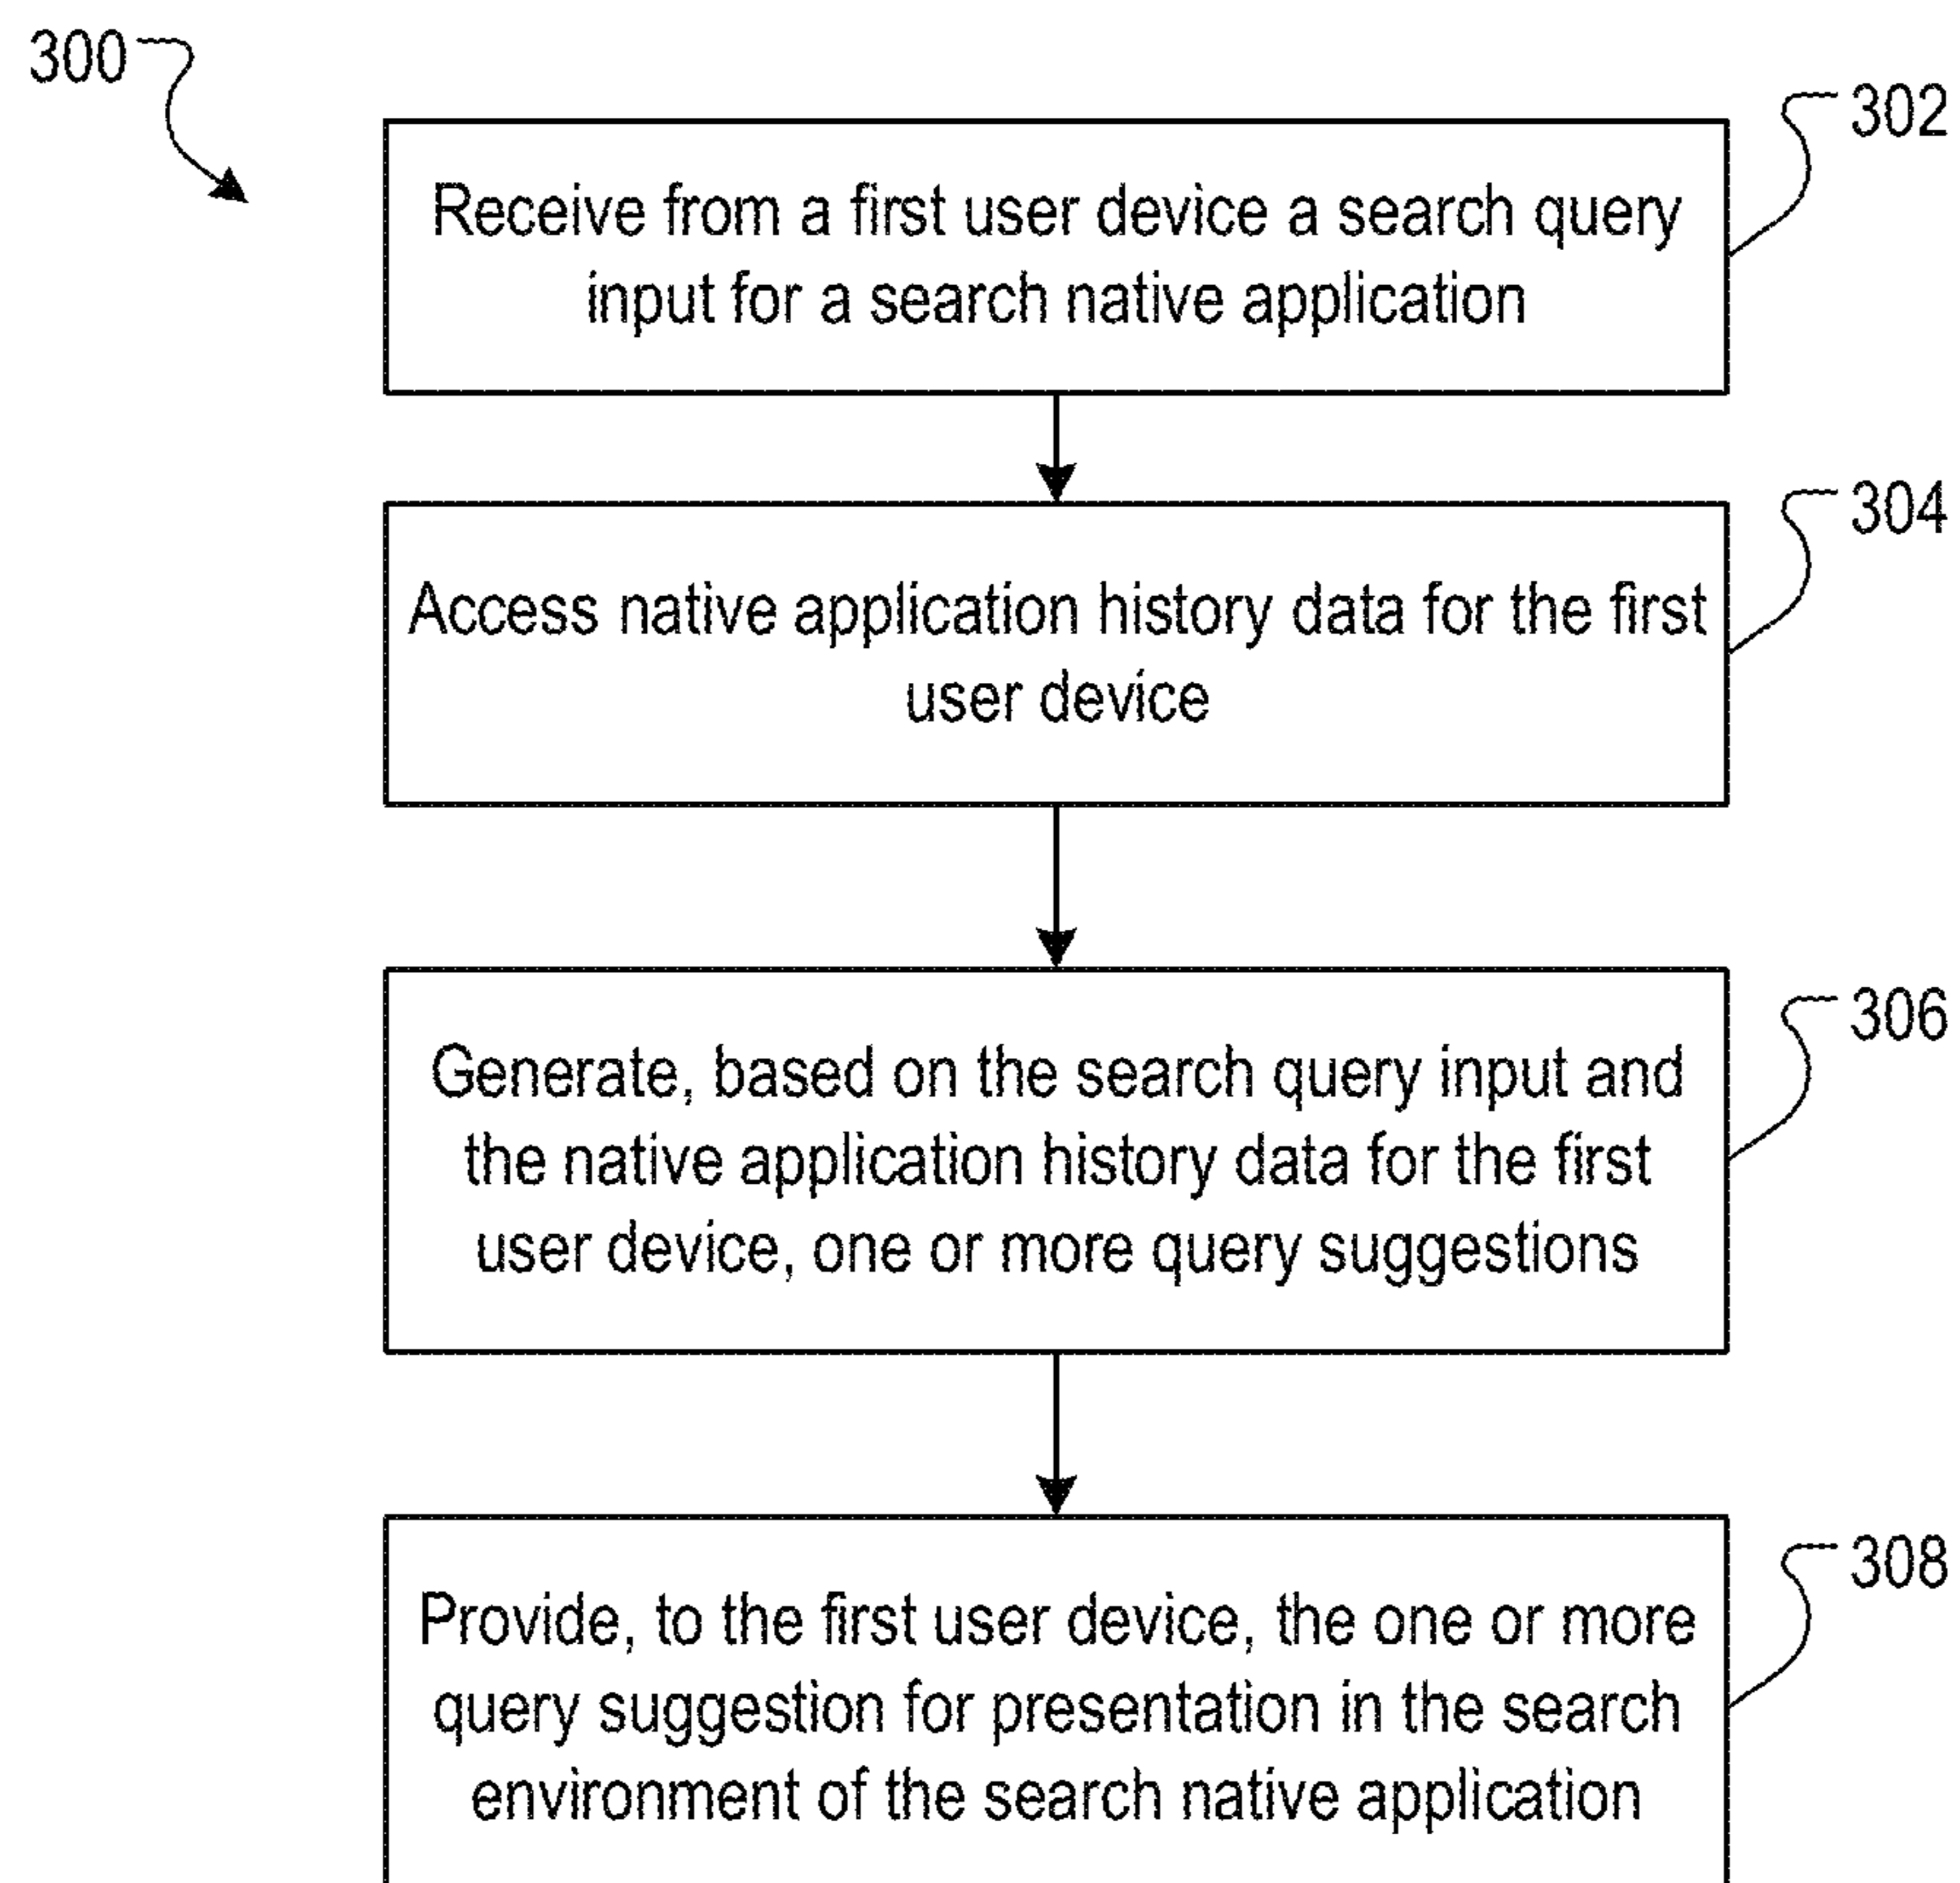 300
302
Receive from a first user device a search query
input for a search native application
304
Access native application history data for the first
user device
306
Generate, based on the search query input and
the native application history data for the first
user device, one or more query suggestions
308
Provide, to the first user device, the one or more
query suggestion for presentation in the search
environment of the search native application